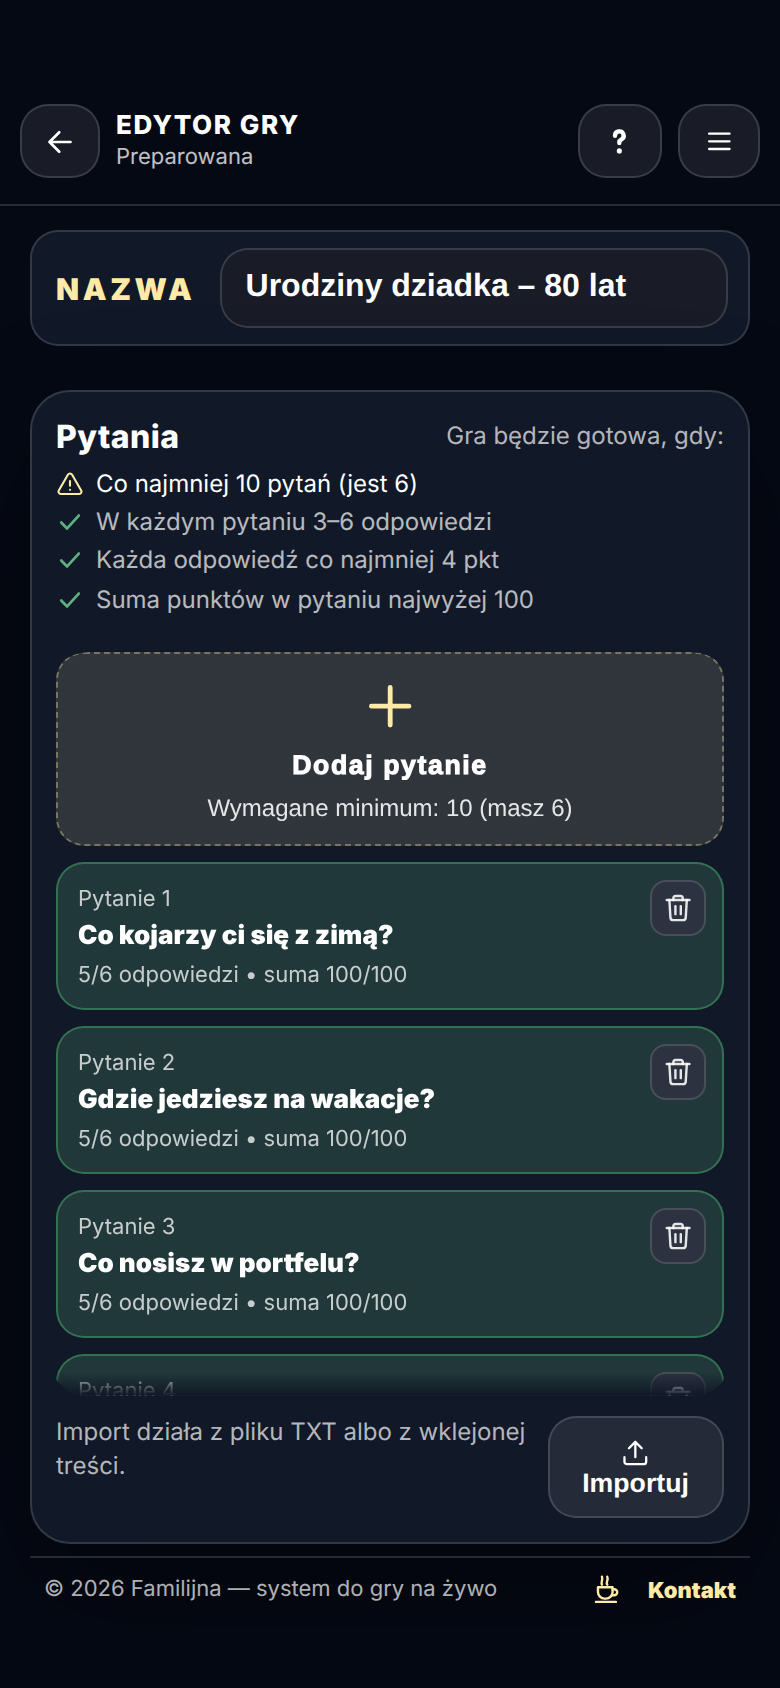 EDYTOR GRY
Preparowana
?
NAZWA
Urodziny dziadka – 80 lat
Pytania
Gra będzie gotowa, gdy:
Co najmniej 10 pytań (jest 6)
W każdym pytaniu 3–6 odpowiedzi
Każda odpowiedź co najmniej 4 pkt
Suma punktów w pytaniu najwyżej 100
Dodaj pytanie
Wymagane minimum: 10 (masz 6)
Pytanie 1
Co kojarzy ci się z zimą?
5/6 odpowiedzi • suma 100/100
Pytanie 2
Gdzie jedziesz na wakacje?
5/6 odpowiedzi • suma 100/100
Pytanie 3
Co nosisz w portfelu?
5/6 odpowiedzi • suma 100/100
Pytanie 4
Import działa z pliku TXT albo z wklejonej
treści.
Importuj
© 2026 Familijna — system do gry na żywo
Kontakt